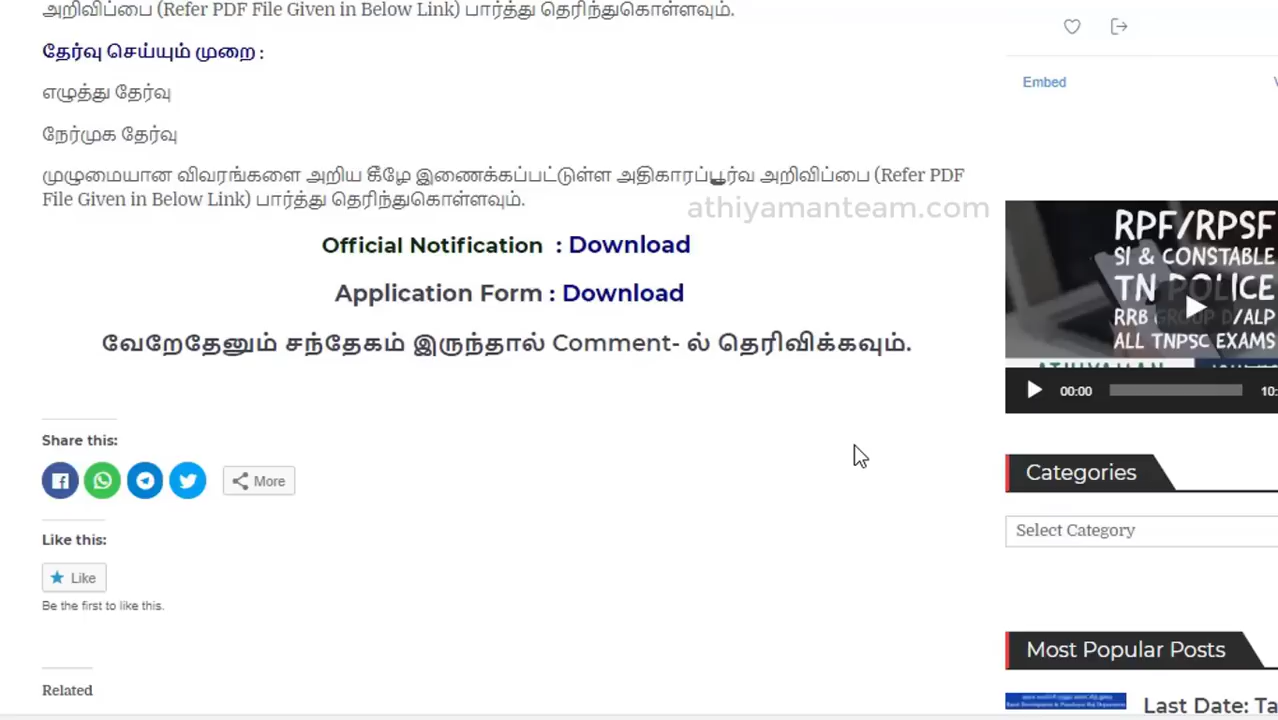 அறிவிப்பை (Refer PDF File Given in Below Link) பார்த்து தெரிந்துகொள்ளவும்.
தேர்வு செய்யும் முறை :
எழுத்து தேர்வு
நேர்முக தேர்வு
முழுமையான விவரங்களை அறிய கீழே இணைக்கப்பட்டுள்ள அதிகாரப்பூர்வ அறிவிப்பை (Refer PDF
File Given in Below Link) பார்த்து தெரிந்துகொள்ளவும்.
athiyamanteam.com
Official Notification : Download
Application Form : Download
வேறேதேனும் சந்தேகம் இருந்தால் Comment- ல் தெரிவிக்கவும்.
Share this:
More
Like this:
Like
Be the first to like this.
Related
Embed
RPF/RPSF
SI & CONSTABLE
TN POLICE
RRB GROUP D/ALP
ALL TNPSC EXAMS
00:00
10:
Categories
Select Category
Most Popular Posts
Last Date: Ta